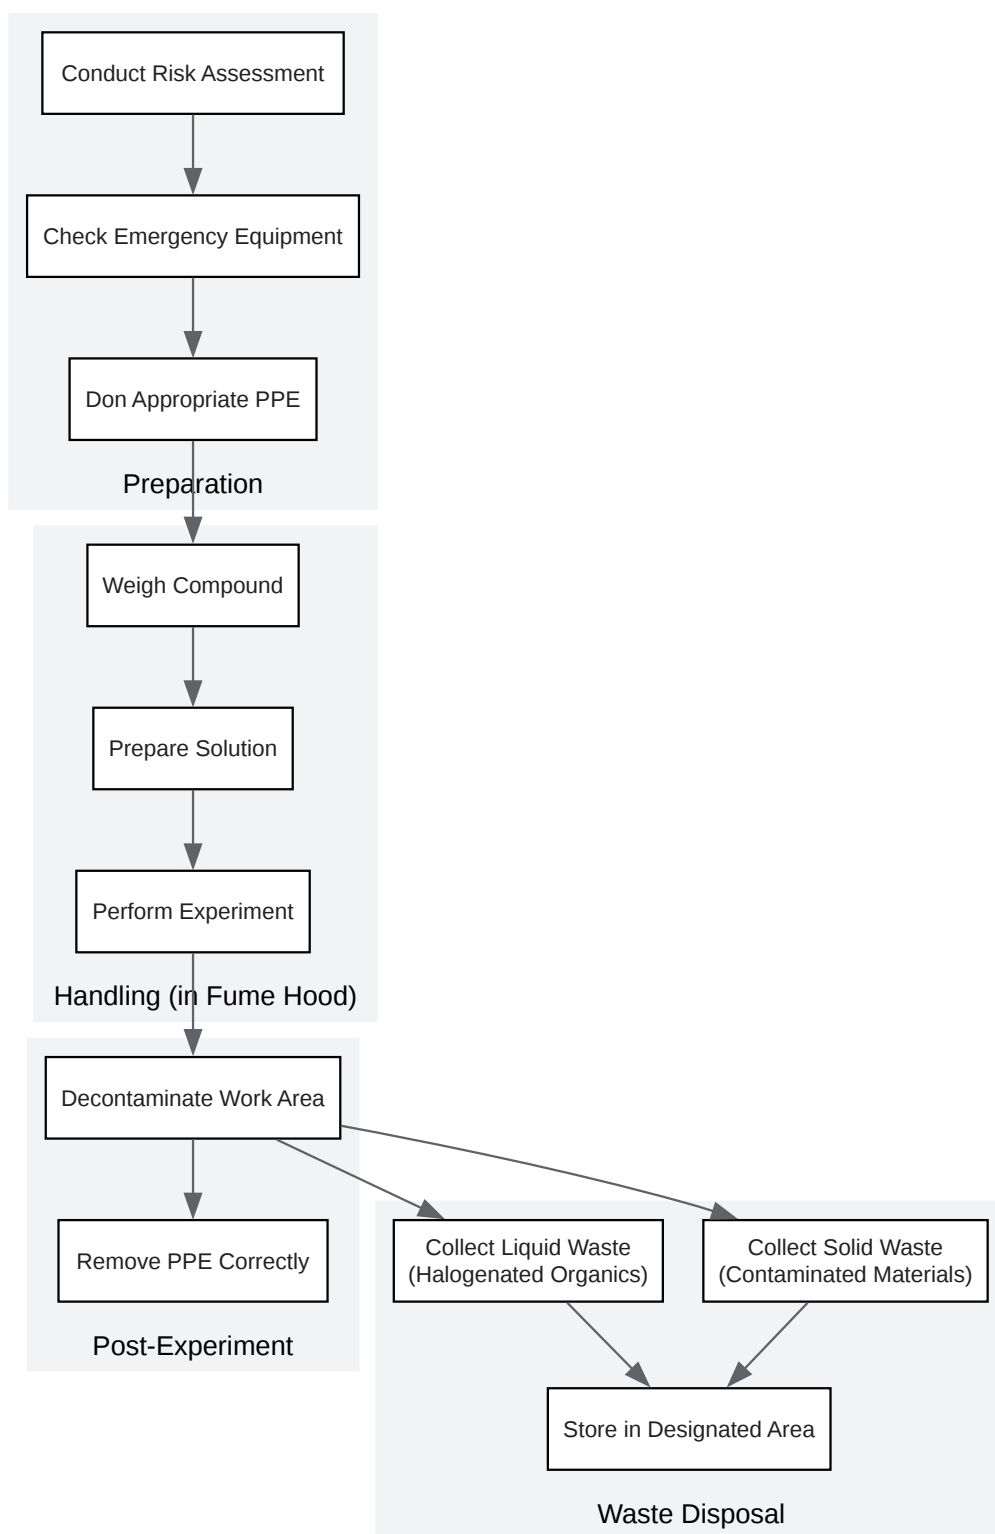 Conduct Risk Assessment
Check Emergency Equipment
Don Appropriate PPE
Preparation
Weigh Compound
Prepare Solution
Perform Experiment
Handling (in Fume Hood)
Decontaminate Work Area
Remove PPE Correctly
Post-Experiment
Collect Liquid Waste
(Halogenated Organics)
Collect Solid Waste
(Contaminated Materials)
Store in Designated Area
Waste Disposal